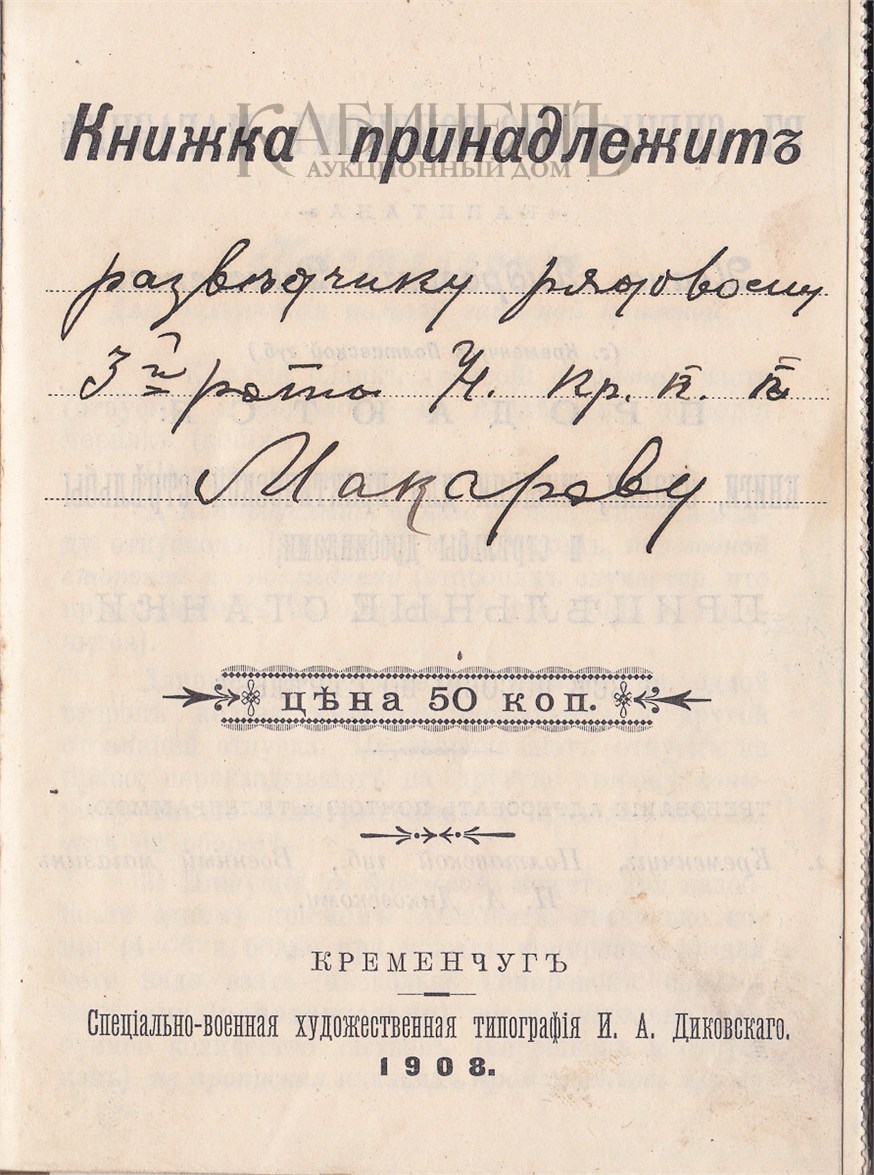 КАБИНЕТЪ
АУКЦИОННЫЙ ДОМ
Книжка принадлежитъ
развѣдчику рядовому
3й роты Н. Кр. п. п.
Макарову
ЦѢНА 50 КОП.
КРЕМЕНЧУГЪ
Спеціально-военная художественная типографія И. А. Диковскаго.
1908.